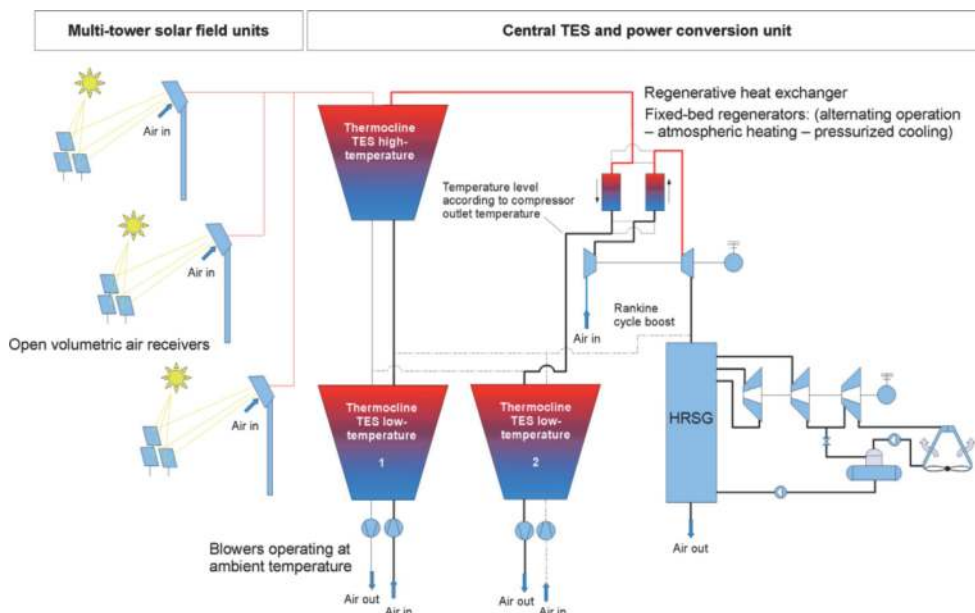 Multi-tower solar field units
Central TES and power conversion unit
Air in
Air in
Open volumetric air receivers
Air in
Thermocline
TES high-
temperature
Regenerative heat exchanger
Fixed-bed regenerators: (alternating operation
– atmospheric heating – pressurized cooling)
Temperature level
according to compressor
outlet temperature
Air in
Rankine
cycle boost
Thermocline
TES low-
temperature
1
Thermocline
TES low-
temperature
2
HRSG
Blowers operating at
ambient temperature
Air out
Air in
Air out
Air in
Air out